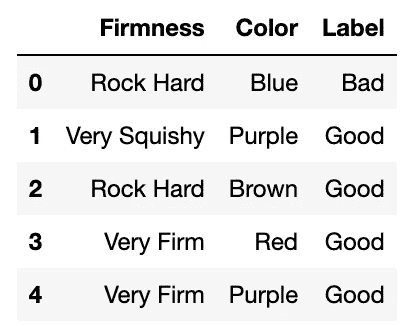 Firmness Color Label
0 Rock Hard Blue Bad
1 Very Squishy Purple Good
2 Rock Hard Brown Good
3 Very Firm Red Good
4 Very Firm Purple Good